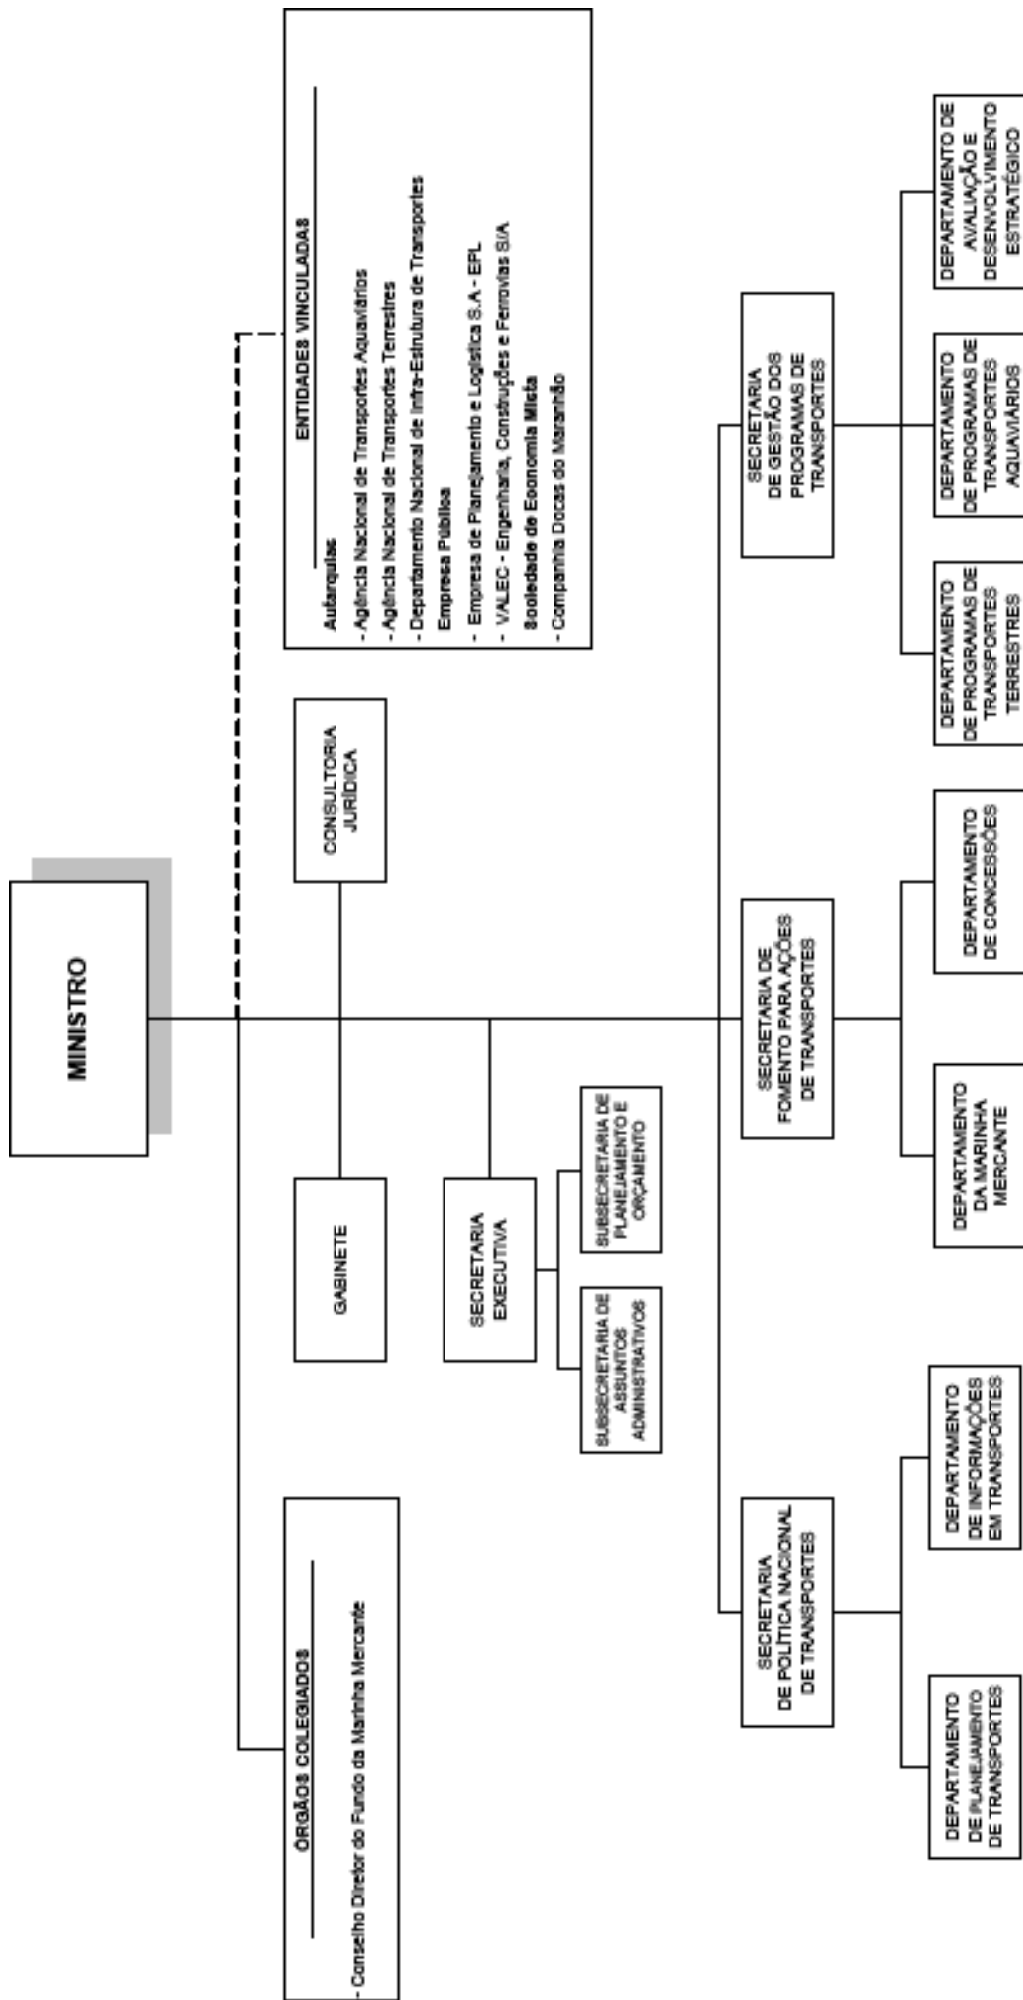 MINISTRO
ÓRGÃOS COLEGIADOS
- Conselho Diretor do Fundo da Marinha Mercante
GABINETE
CONSULTORIA
JURÍDICA
ENTIDADES VINCULADAS
Autarquias
- Agência Nacional de Transportes Aquaviários
- Agência Nacional de Transportes Terrestres
- Departamento Nacional de Infra-Estrutura de Transportes
Empresa Pública
- Empresa de Planejamento e Logística S.A - EPL
- VALEC - Engenharia, Construções e Ferrovias S/A
Sociedade de Economia Mista
- Companhia Docas do Maranhão
SECRETARIA
EXECUTIVA
SUBSECRETARIA DE
ASSUNTOS
ADMINISTRATIVOS
SUBSECRETARIA DE
PLANEJAMENTO E
ORÇAMENTO
SECRETARIA
DE POLÍTICA NACIONAL
DE TRANSPORTES
SECRETARIA DE
FOMENTO PARA AÇÕES
DE TRANSPORTES
SECRETARIA
DE GESTÃO DOS
PROGRAMAS DE
TRANSPORTES
DEPARTAMENTO
DE PLANEJAMENTO
DE TRANSPORTES
DEPARTAMENTO
DE INFORMAÇÕES
EM TRANSPORTES
DEPARTAMENTO
DA MARINHA
MERCANTE
DEPARTAMENTO
DE CONCESSÕES
DEPARTAMENTO
DE PROGRAMAS DE
TRANSPORTES
TERRESTRES
DEPARTAMENTO
DE PROGRAMAS DE
TRANSPORTES
AQUAVIÁRIOS
DEPARTAMENTO DE
AVALIAÇÃO E
DESENVOLVIMENTO
ESTRATÉGICO